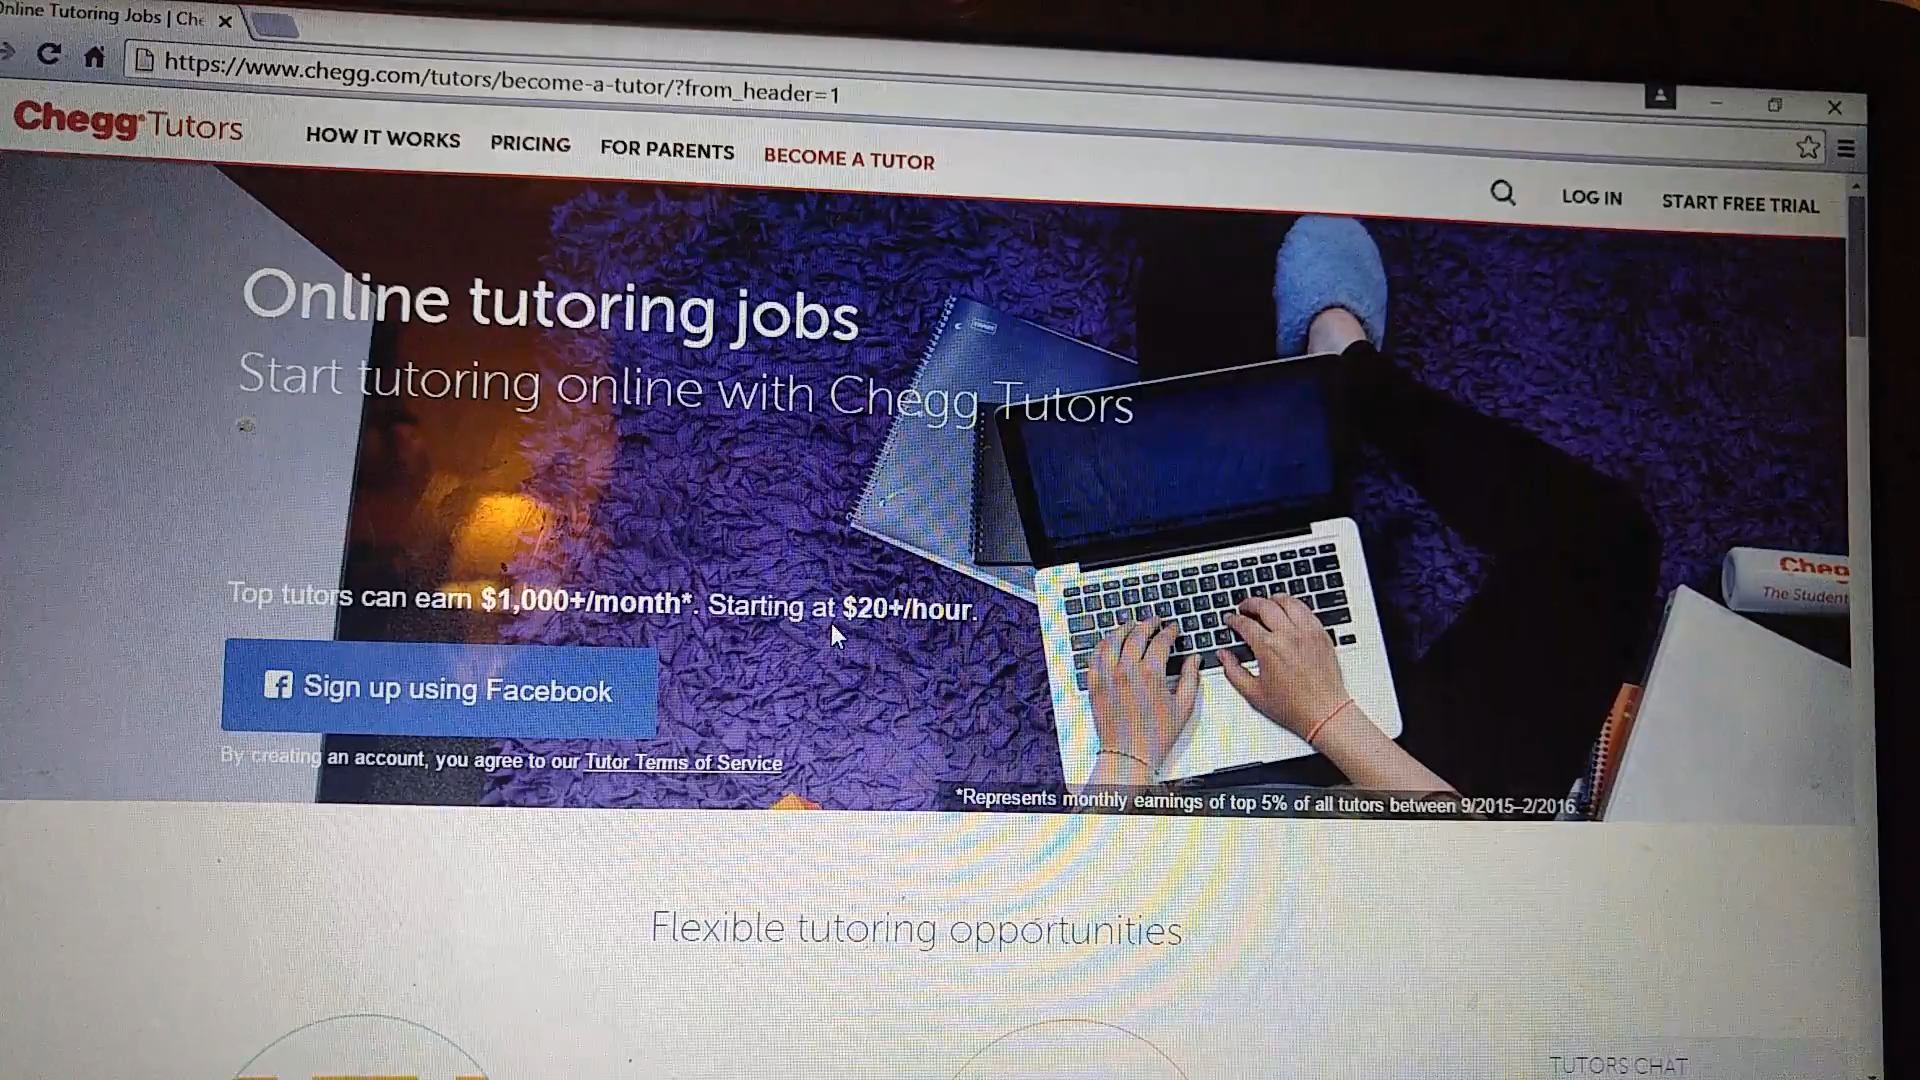 Online Tutoring Jobs | Che
https://www.chegg.com/tutors/become-a-tutor/?from_header=1
Chegg Tutors
HOW IT WORKS
PRICING
FOR PARENTS
BECOME A TUTOR
LOG IN
START FREE TRIAL
Online tutoring jobs
Start tutoring online with Chegg Tutors
Top tutors can earn $1,000+/month*. Starting at $20+/hour.
Sign up using Facebook
By creating an account, you agree to our Tutor Terms of Service
Cheg
The Student
*Represents monthly earnings of top 5% of all tutors between 9/2015–2/2016.
Flexible tutoring opportunities
TUTORS CHAT